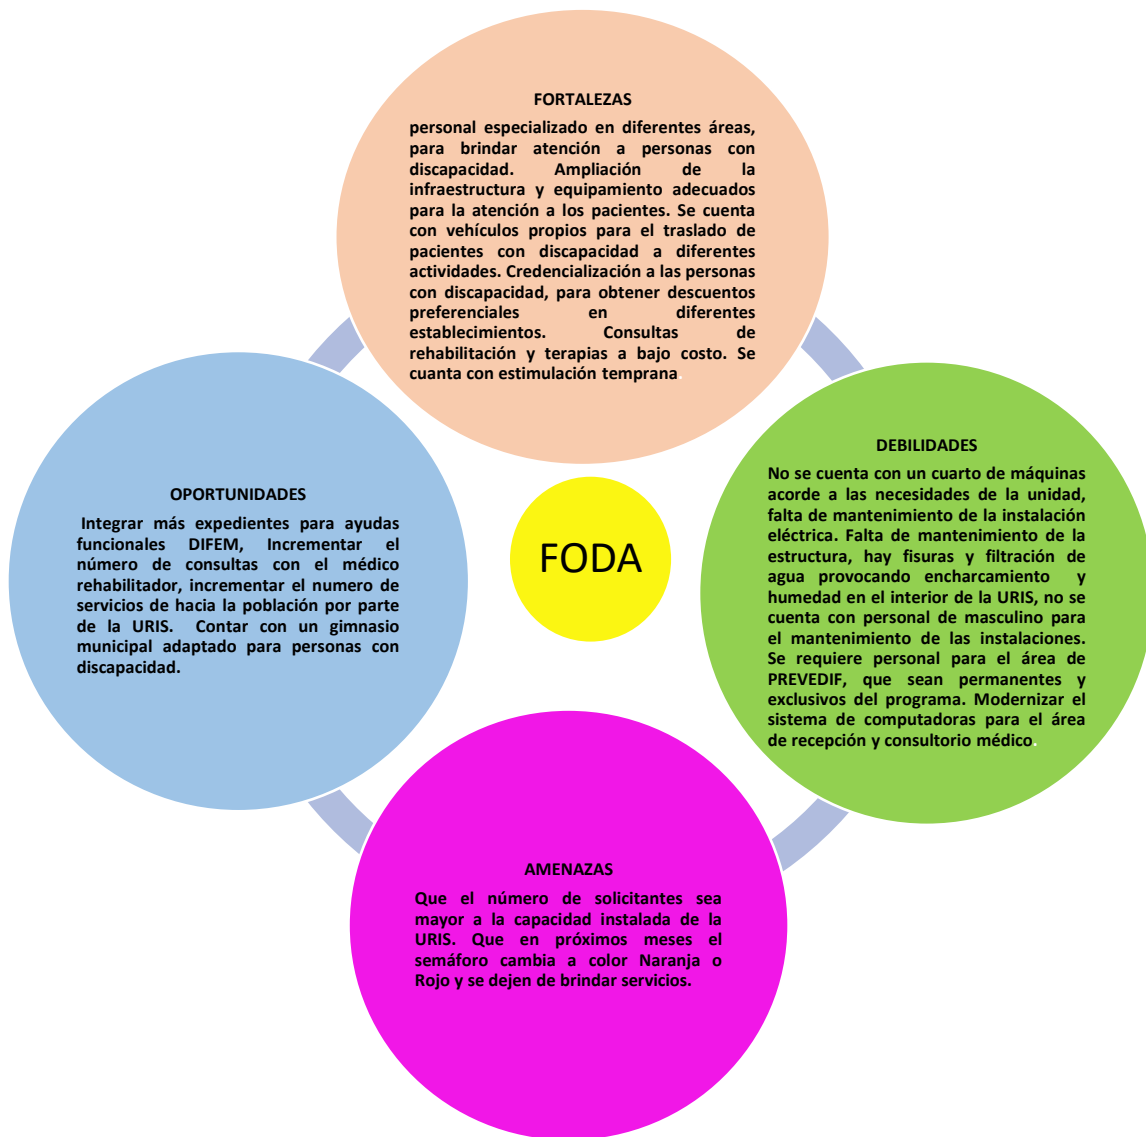 FORTALEZAS
personal especializado en diferentes áreas,
para brindar atención a personas con
discapacidad. Ampliación de la
infraestructura y equipamiento adecuados
para la atención a los pacientes. Se cuenta
con vehículos propios para el traslado de
pacientes con discapacidad a diferentes
actividades. Credencialización a las personas
con discapacidad, para obtener descuentos
preferenciales en diferentes
establecimientos. Consultas de
rehabilitación y terapias a bajo costo. Se
cuanta con estimulación temprana.
DEBILIDADES
No se cuenta con un cuarto de máquinas
acorde a las necesidades de la unidad,
falta de mantenimiento de la instalación
eléctrica. Falta de mantenimiento de la
estructura, hay fisuras y filtración de
agua provocando encharcamiento y
humedad en el interior de la URIS, no se
cuenta con personal de masculino para
el mantenimiento de las instalaciones.
Se requiere personal para el área de
PREVEDIF, que sean permanentes y
exclusivos del programa. Modernizar el
sistema de computadoras para el área
de recepción y consultorio médico.
OPORTUNIDADES
Integrar más expedientes para ayudas
funcionales DIFEM, Incrementar el
número de consultas con el médico
rehabilitador, incrementar el numero de
servicios de hacia la población por parte
de la URIS. Contar con un gimnasio
municipal adaptado para personas con
discapacidad.
FODA
AMENAZAS
Que el número de solicitantes sea
mayor a la capacidad instalada de la
URIS. Que en próximos meses el
semáforo cambia a color Naranja o
Rojo y se dejen de brindar servicios.